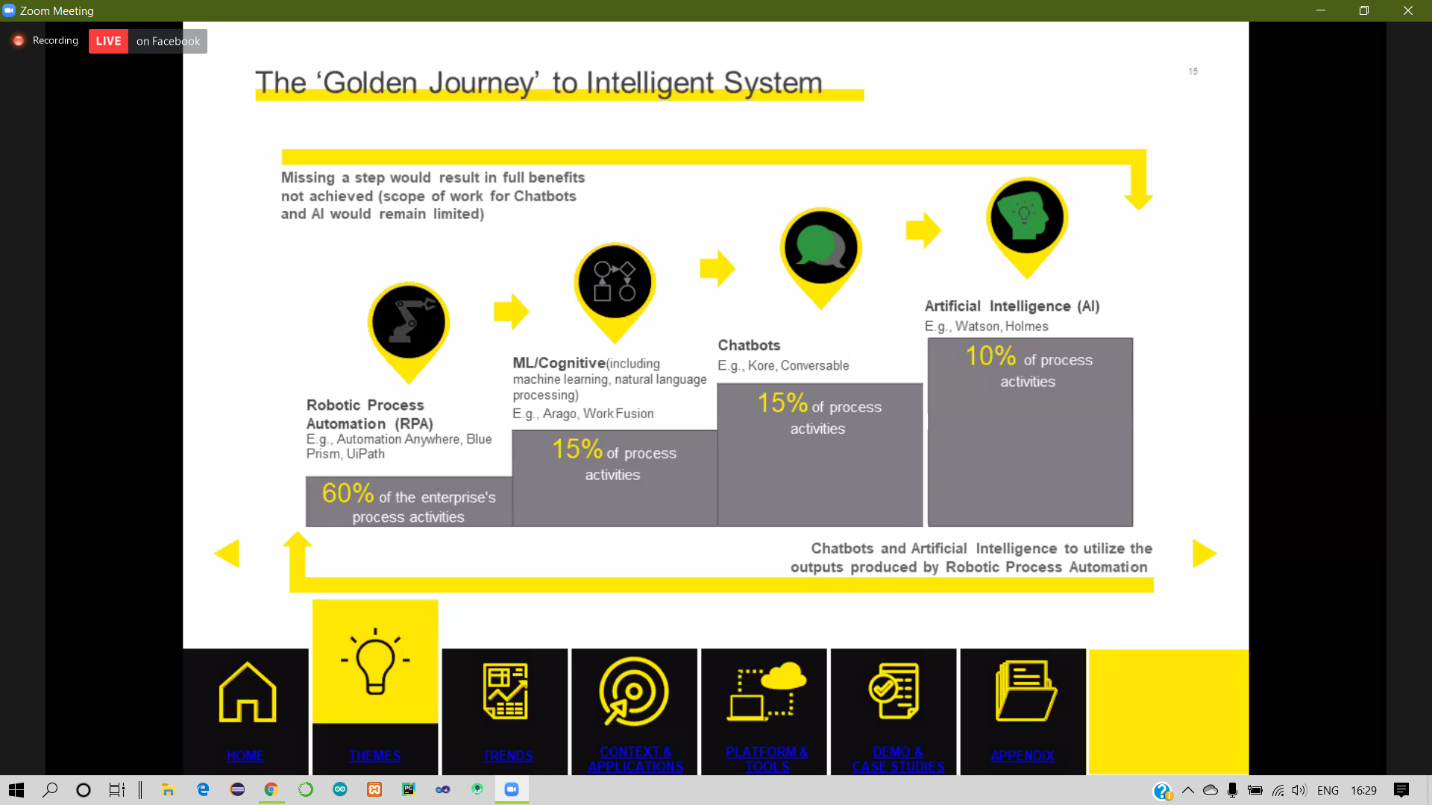 Zoom Meeting
Recording
LIVE on Facebook
The ‘Golden Journey’ to Intelligent System
15
Missing a step would result in full benefits
not achieved (scope of work for Chatbots
and AI would remain limited)
Artificial Intelligence (AI)
E.g., Watson, Holmes
10% of process
activities
Chatbots
E.g., Kore, Conversable
15% of process
activities
ML/Cognitive(including
machine learning, natural language
processing)
E.g., Arago, Work Fusion
15% of process
activities
Robotic Process
Automation (RPA)
E.g., Automation Anywhere, Blue
Prism, UiPath
60% of the enterprise's
process activities
Chatbots and Artificial Intelligence to utilize the
outputs produced by Robotic Process Automation
HOME
THEMES
TRENDS
CONTEXT &
APPLICATIONS
PLATFORM &
TOOLS
DEMO &
CASE STUDIES
APPENDIX
ENG
16:29